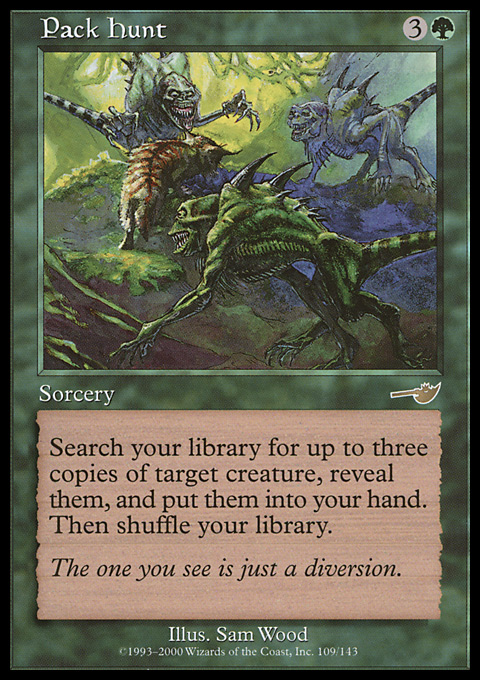 Pack Hunt 3
Sorcery
Search your library for up to three
copies of target creature, reveal
them, and put them into your hand.
Then shuffle your library.
The one you see is just a diversion.
Illus. Sam Wood
©1993–2000 Wizards of the Coast, Inc. 109/143